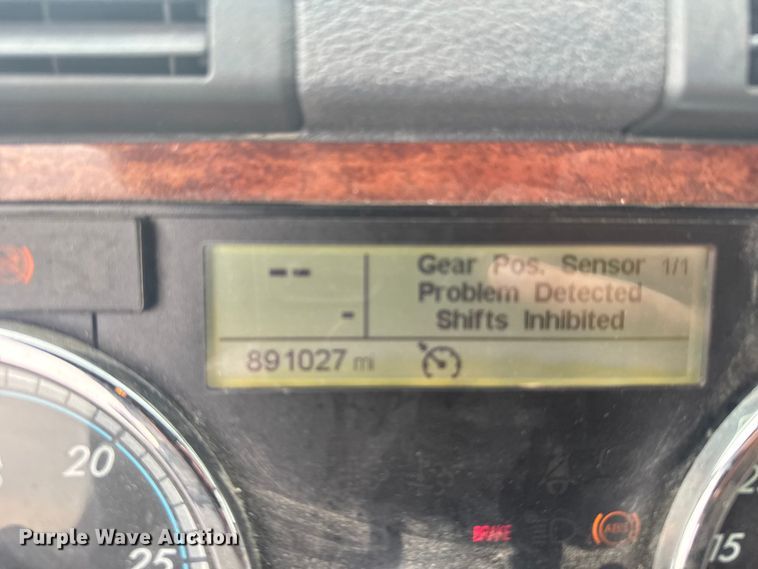 -- Gear Pos. Sensor 1/1
Problem Detected
- Shifts Inhibited
891027 mi
20
25
BRAKE
ABS
15
Purple Wave Auction